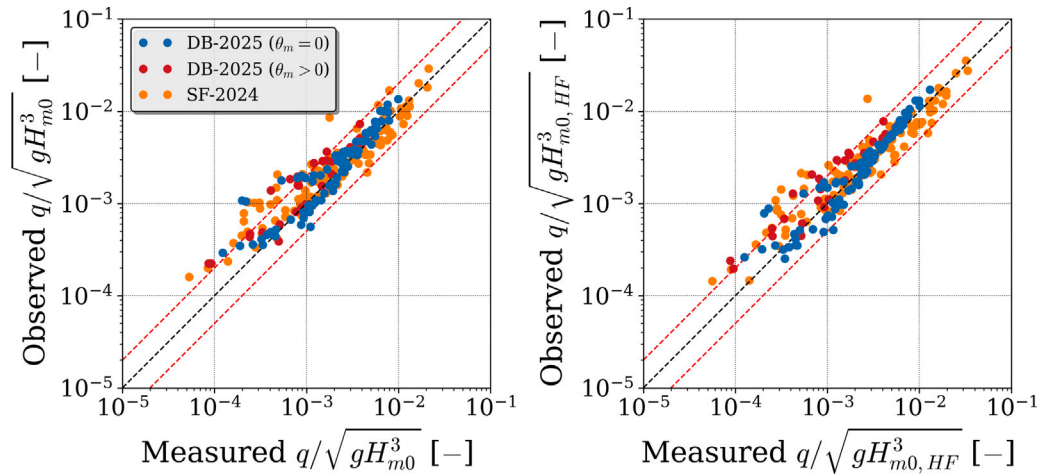 Observed q/√gH³m0 [−]
10⁻¹
10⁻²
10⁻³
10⁻⁴
10⁻⁵
DB-2025 (θm = 0)
DB-2025 (θm > 0)
SF-2024
10⁻⁵ 10⁻⁴ 10⁻³ 10⁻² 10⁻¹
Measured q/√gH³m0 [−]
Observed q/√gH³m0, HF [−]
10⁻¹
10⁻²
10⁻³
10⁻⁴
10⁻⁵
10⁻⁵ 10⁻⁴ 10⁻³ 10⁻² 10⁻¹
Measured q/√gH³m0, HF [−]